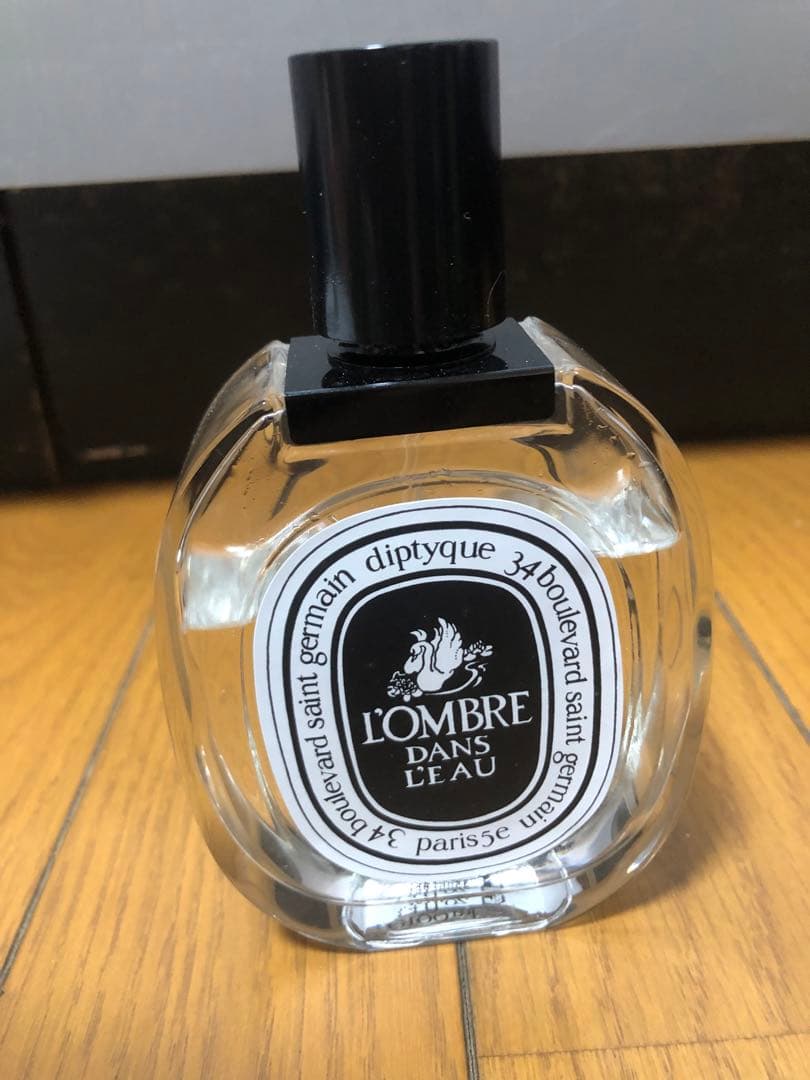 diptyque 34 boulevard saint germain paris5e 34 boulevard saint germain
L'OMBRE
DANS
L'EAU